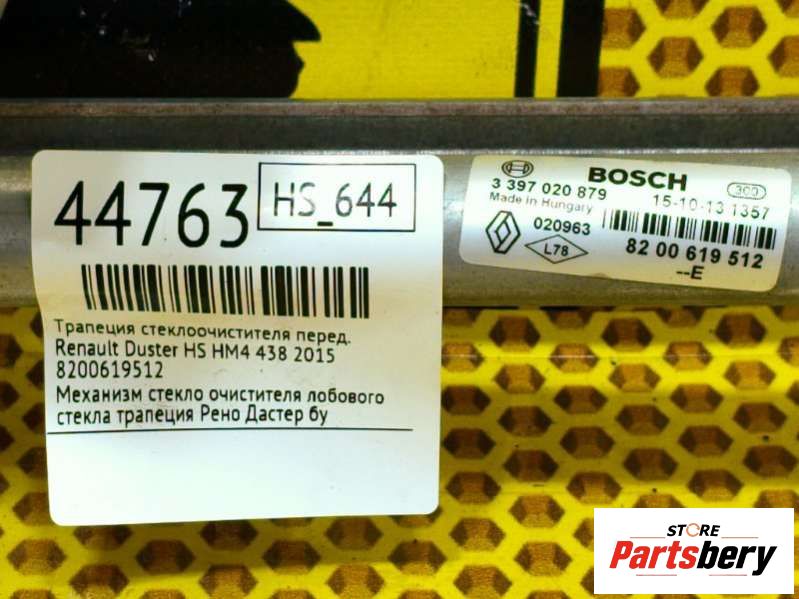 44763
HS_644
Трапеция стеклоочистителя перед.
Renault Duster HS HM4 438 2015
8200619512
Механизм стекло очистителя лобового
стекла трапеция Рено Дастер бу
BOSCH
300
3 397 020 879
15-10-13 1357
Made in Hungary
020963
L78
82 00 619 512
--E
STORE
Partsbery